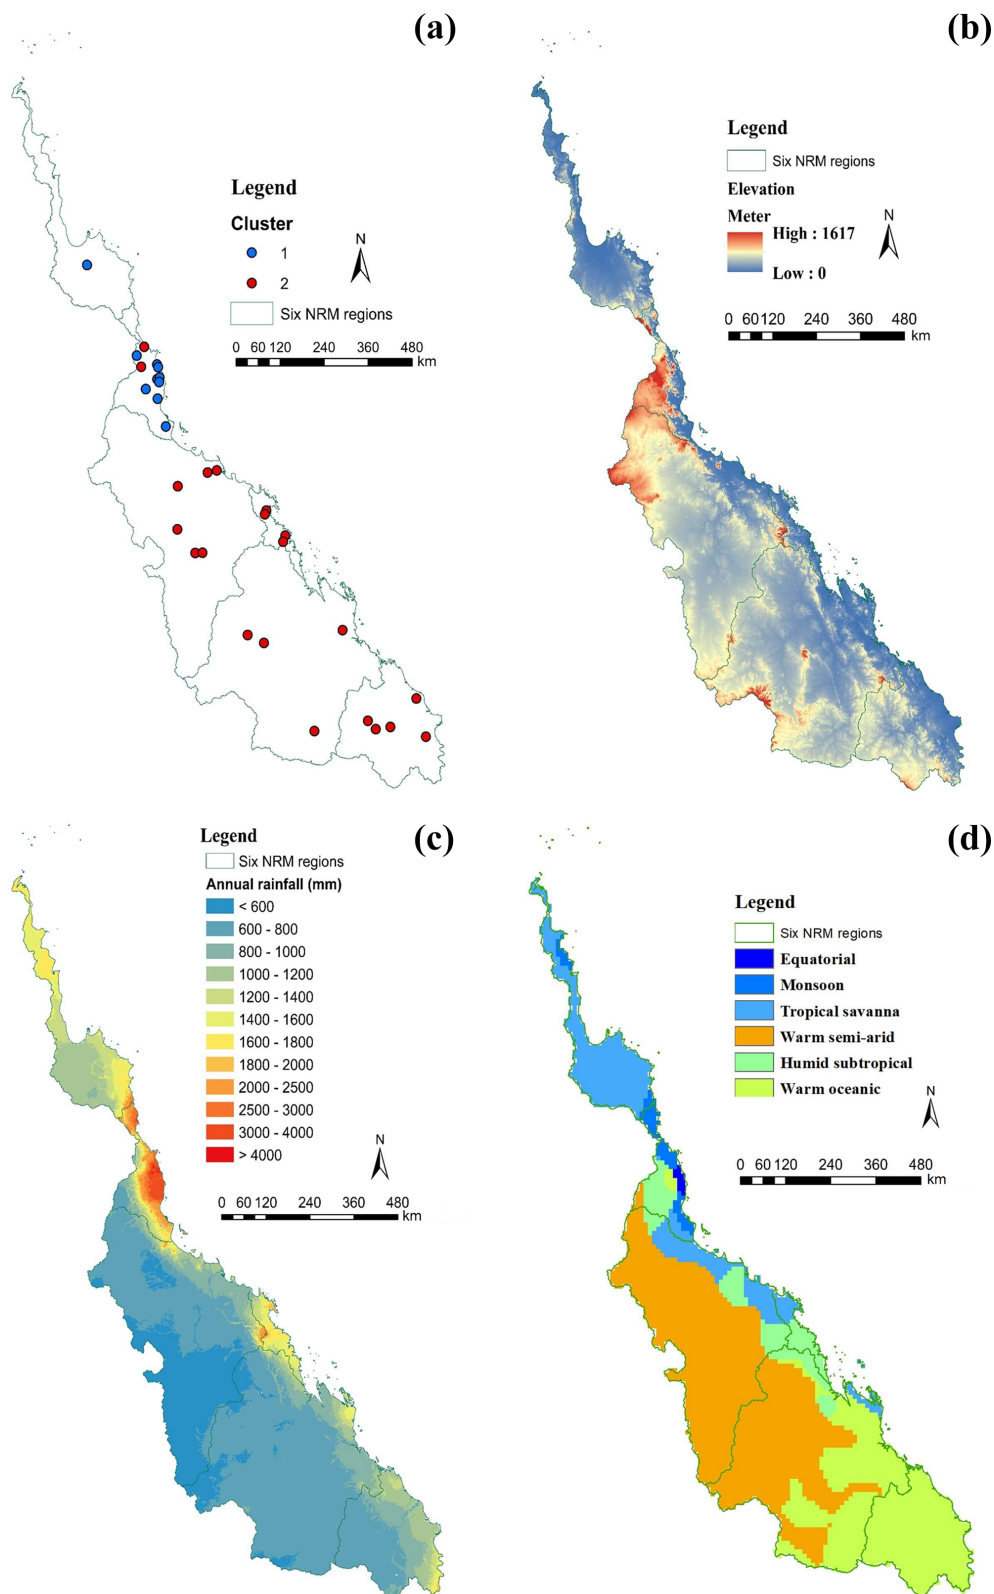 (a)
Legend
Cluster
1
2
Six NRM regions
N
0 60 120 240 360 480
km
(b)
Legend
Six NRM regions
Elevation
Meter
High : 1617
Low : 0
N
0 60 120 240 360 480
km
(c)
Legend
Six NRM regions
Annual rainfall (mm)
< 600
600 - 800
800 - 1000
1000 - 1200
1200 - 1400
1400 - 1600
1600 - 1800
1800 - 2000
2000 - 2500
2500 - 3000
3000 - 4000
> 4000
N
0 60 120 240 360 480
km
(d)
Legend
Six NRM regions
Equatorial
Monsoon
Tropical savanna
Warm semi-arid
Humid subtropical
Warm oceanic
N
0 60 120 240 360 480
km